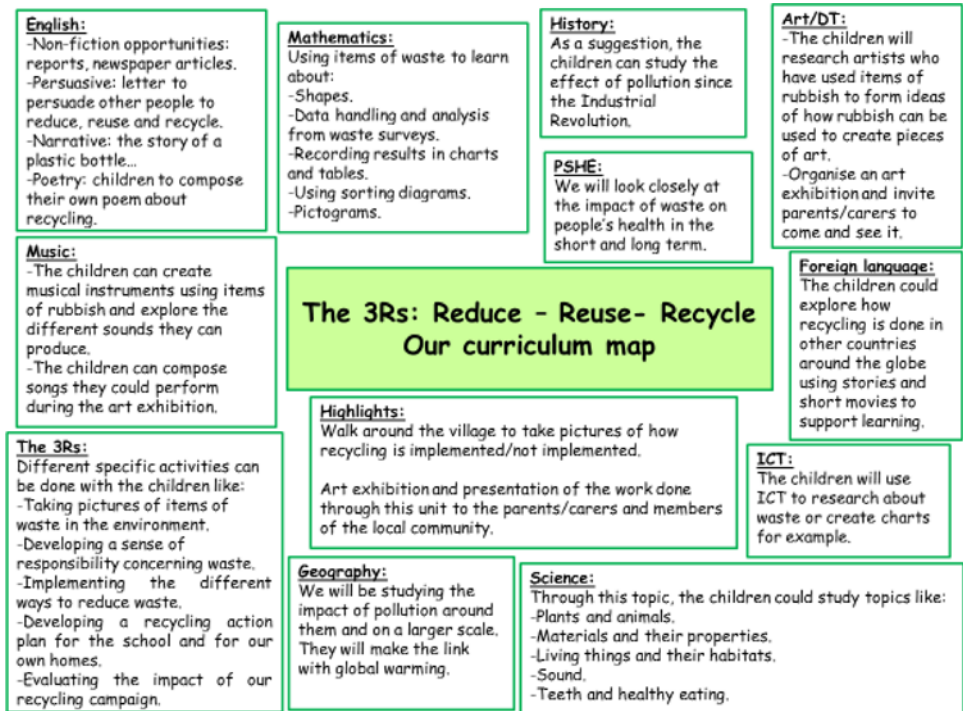 English:
-Non-fiction opportunities:
reports, newspaper articles.
-Persuasive: letter to
persuade other people to
reduce, reuse and recycle.
-Narrative: the story of a
plastic bottle…
-Poetry: children to compose
their own poem about
recycling.
Mathematics:
Using items of waste to learn
about:
-Shapes.
-Data handling and analysis
from waste surveys.
-Recording results in charts
and tables.
-Using sorting diagrams.
-Pictograms.
History:
As a suggestion, the
children can study the
effect of pollution since
the Industrial
Revolution.
PSHE:
We will look closely at
the impact of waste on
people's health in the
short and long term.
Art/DT:
-The children will
research artists who
have used items of
rubbish to form ideas
of how rubbish can be
used to create pieces
of art.
-Organise an art
exhibition and invite
parents/carers to
come and see it.
Music:
-The children can create
musical instruments using items
of rubbish and explore the
different sounds they can
produce.
-The children can compose
songs they could perform
during the art exhibition.
The 3Rs: Reduce – Reuse- Recycle
Our curriculum map
Foreign language:
The children could
explore how
recycling is done in
other countries
around the globe
using stories and
short movies to
support learning.
The 3Rs:
Different specific activities can
be done with the children like:
-Taking pictures of items of
waste in the environment.
-Developing a sense of
responsibility concerning waste.
-Implementing the different
ways to reduce waste.
-Developing a recycling action
plan for the school and for our
own homes.
-Evaluating the impact of our
recycling campaign.
Highlights:
Walk around the village to take pictures of how
recycling is implemented/not implemented.
Art exhibition and presentation of the work done
through this unit to the parents/carers and members
of the local community.
ICT:
The children will use
ICT to research about
waste or create charts
for example.
Geography:
We will be studying the
impact of pollution around
them and on a larger scale.
They will make the link
with global warming.
Science:
Through this topic, the children could study topics like:
-Plants and animals.
-Materials and their properties.
-Living things and their habitats.
-Sound.
-Teeth and healthy eating.